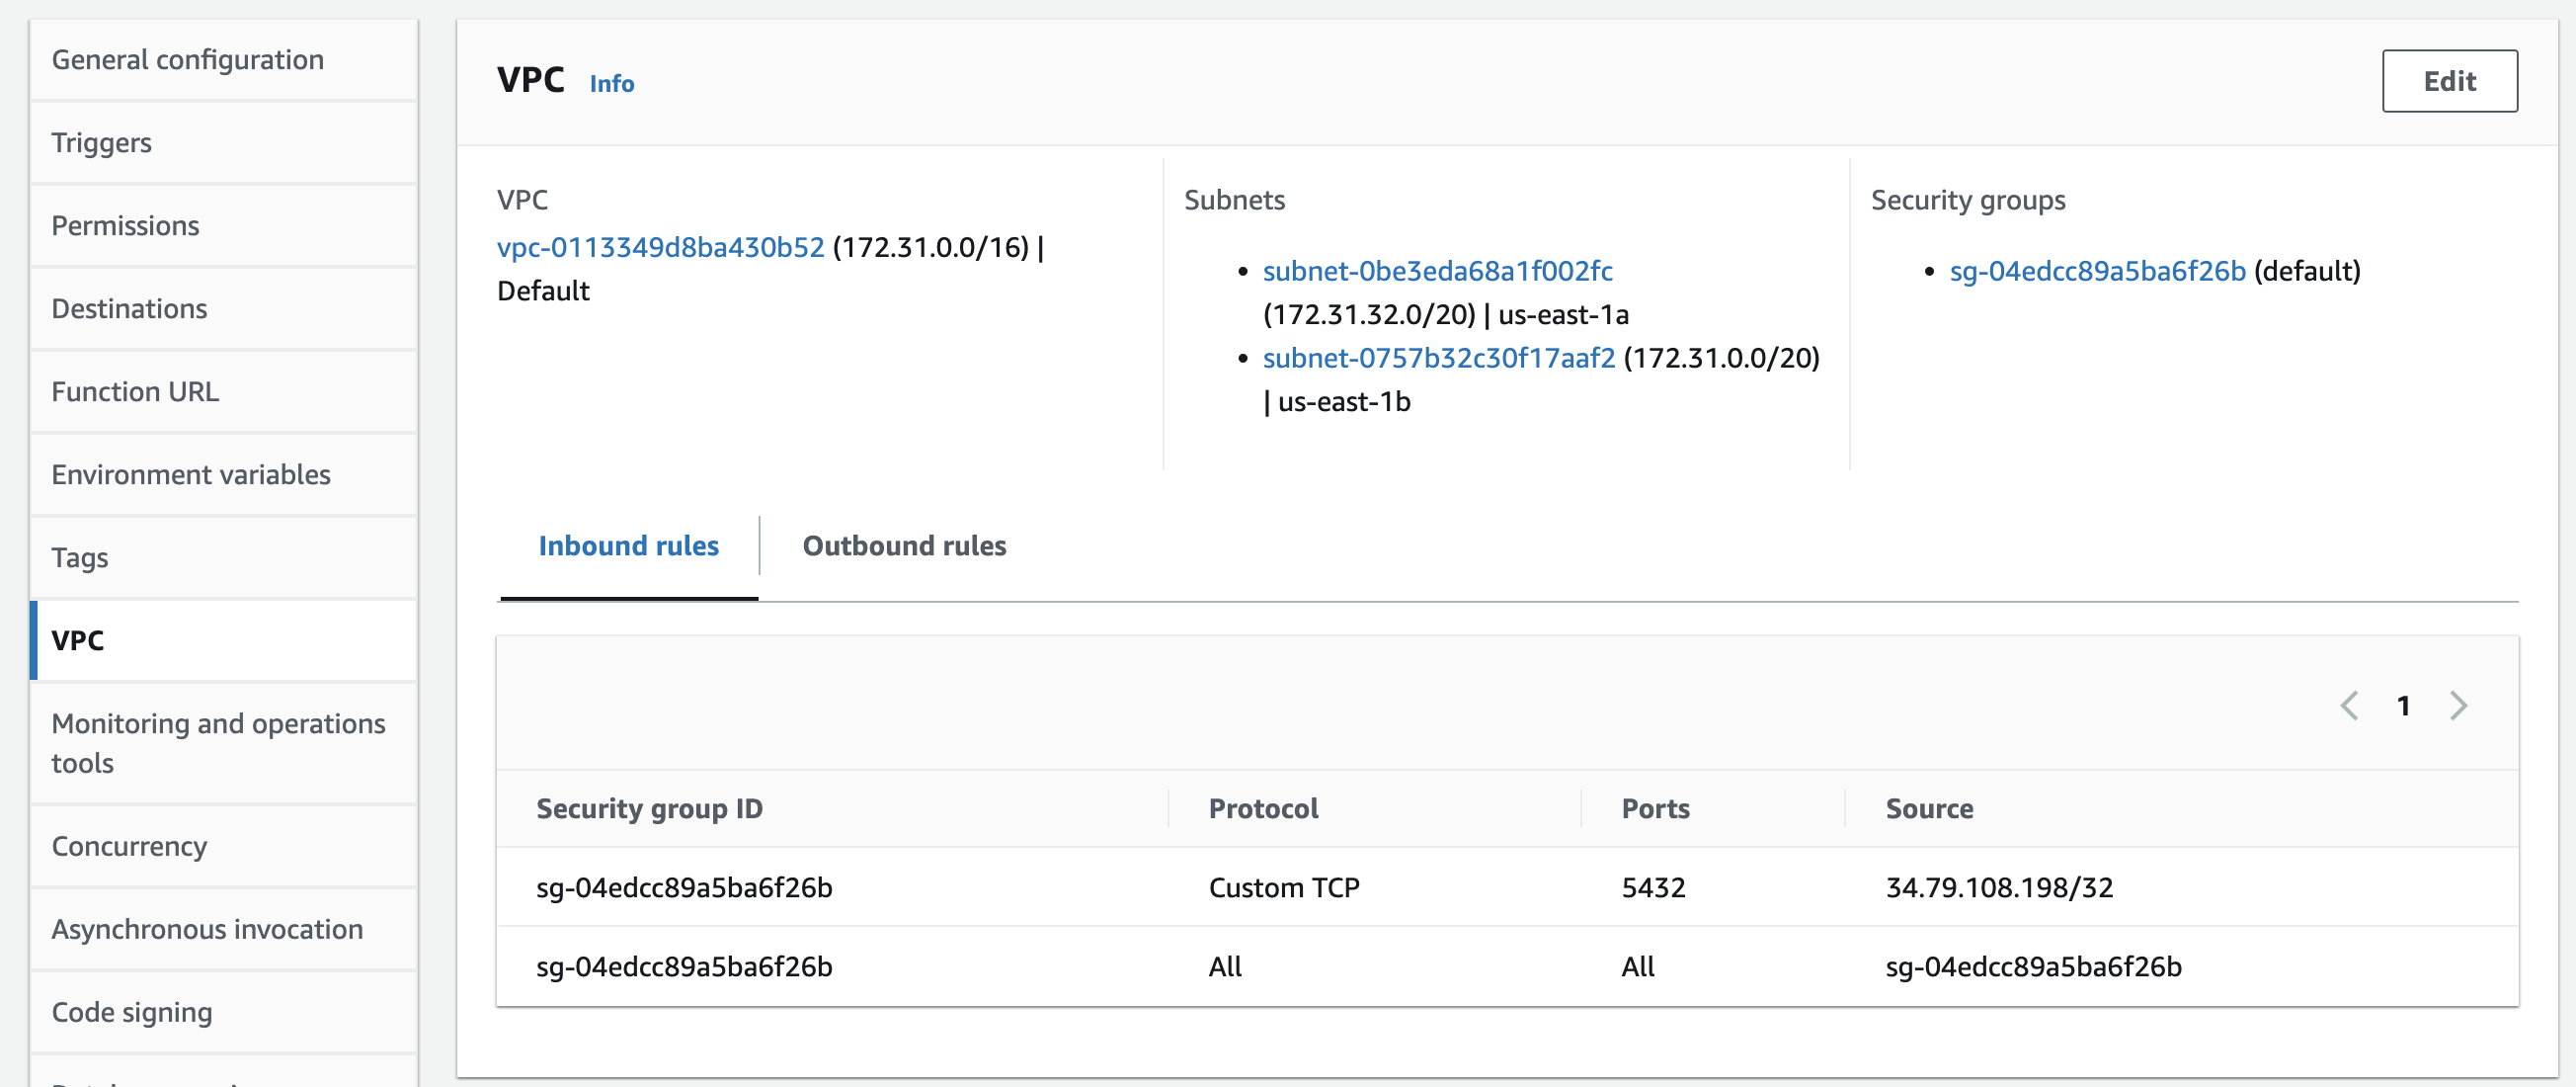 General configuration
Triggers
Permissions
Destinations
Function URL
Environment variables
Tags
VPC
Monitoring and operations
tools
Concurrency
Asynchronous invocation
Code signing
VPC Info
Edit
VPC
vpc-0113349d8ba430b52 (172.31.0.0/16) |
Default
Subnets
• subnet-0be3eda68a1f002fc
(172.31.32.0/20) | us-east-1a
• subnet-0757b32c30f17aaf2 (172.31.0.0/20)
| us-east-1b
Security groups
• sg-04edcc89a5ba6f26b (default)
Inbound rules
Outbound rules
1
Security group ID Protocol Ports Source
sg-04edcc89a5ba6f26b Custom TCP 5432 34.79.108.198/32
sg-04edcc89a5ba6f26b All All sg-04edcc89a5ba6f26b